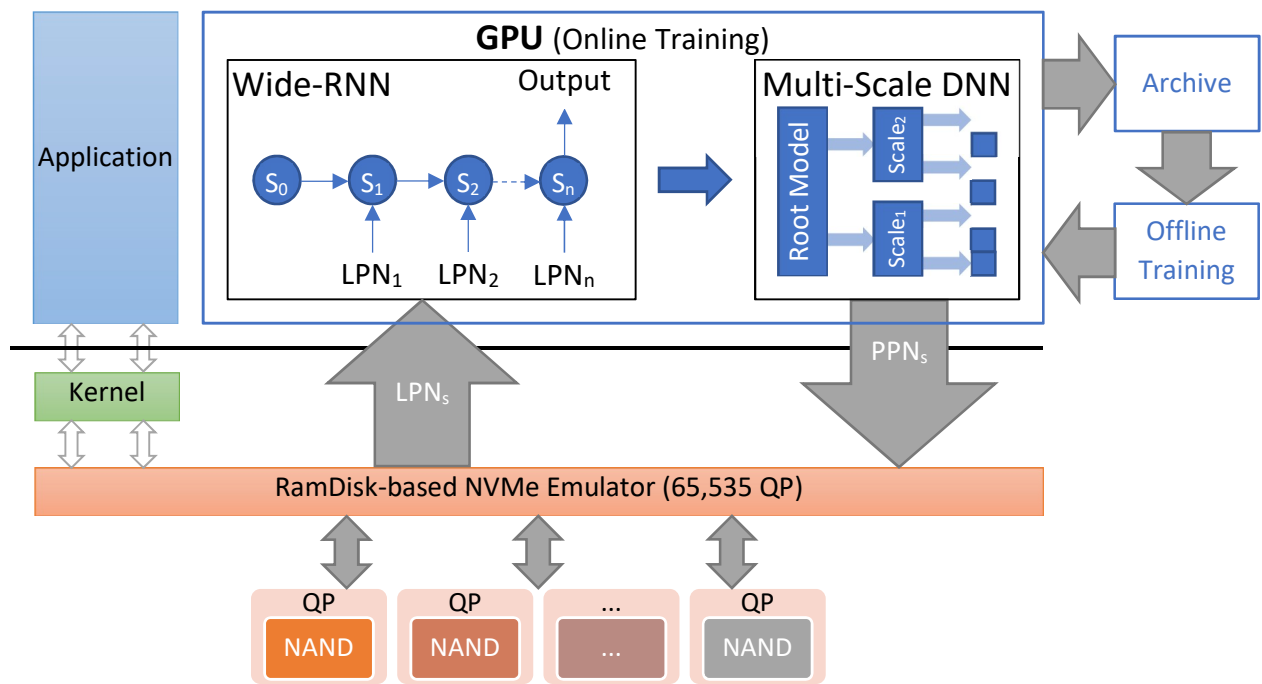 GPU (Online Training)
Application
Wide-RNN
Output
S0
S1
S2
Sn
LPN1
LPN2
LPNn
Multi-Scale DNN
Root Model
Scale2
Scale1
Archive
Offline
Training
Kernel
LPNs
PPNs
RamDisk-based NVMe Emulator (65,535 QP)
QP
QP
...
QP
NAND
NAND
...
NAND